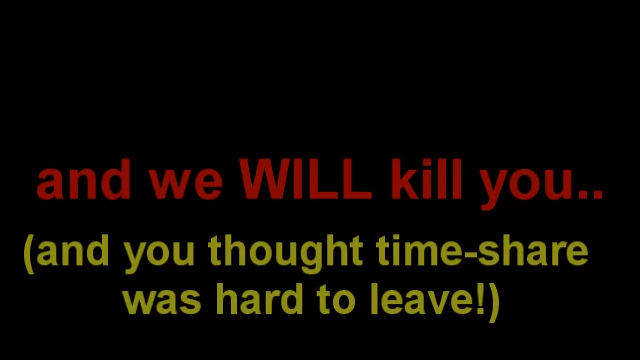 and we WILL kill you..
(and you thought time-share
was hard to leave!)